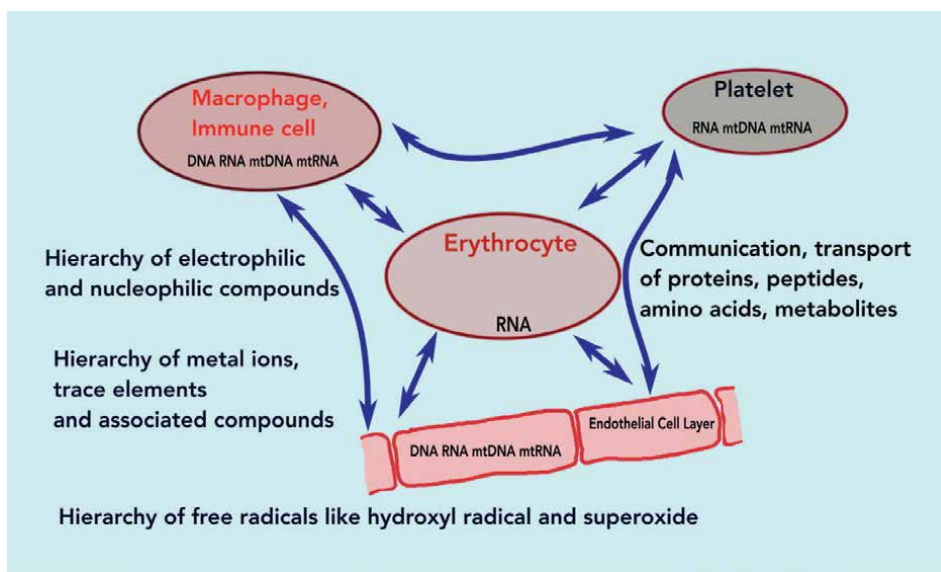 Macrophage,
Immune cell
DNA RNA mtDNA mtRNA
Platelet
RNA mtDNA mtRNA
Erythrocyte
RNA
Hierarchy of electrophilic
and nucleophilic compounds
Communication, transport
of proteins, peptides,
amino acids, metabolites
Hierarchy of metal ions,
trace elements
and associated compounds
DNA RNA mtDNA mtRNA
Endothelial Cell Layer
Hierarchy of free radicals like hydroxyl radical and superoxide